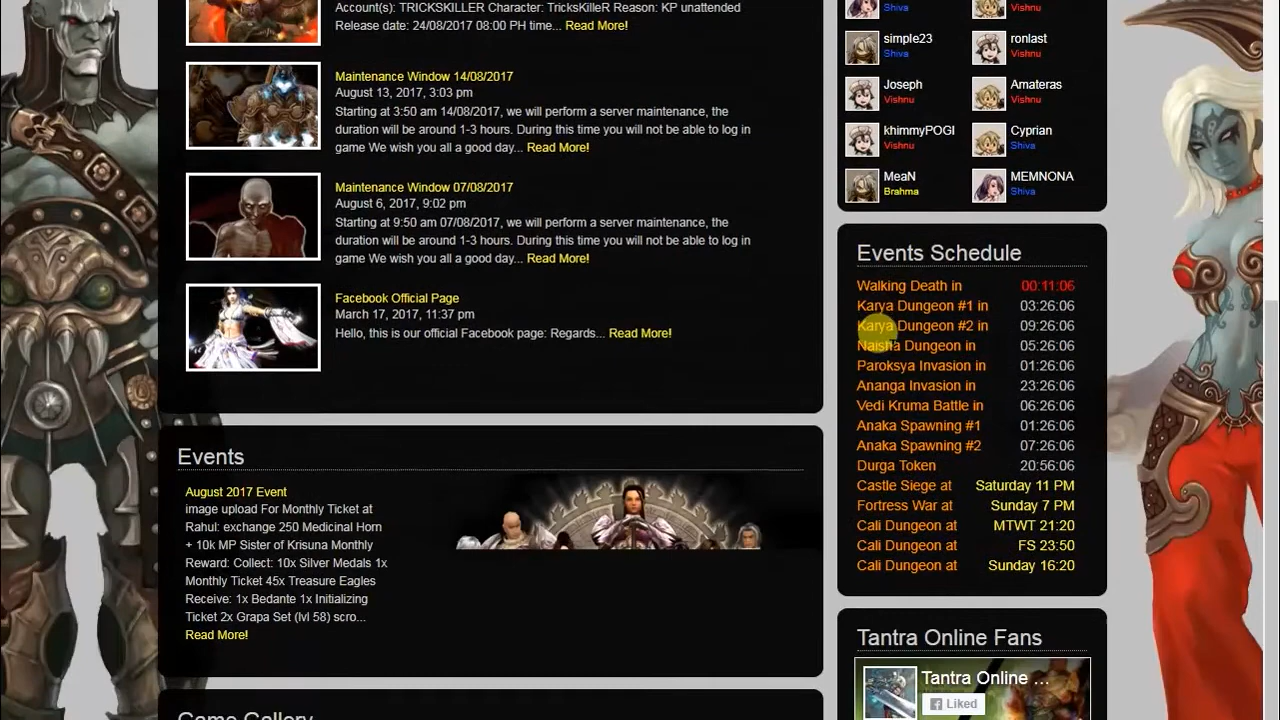 Account(s): TRICKSKILLER Character: TricksKilleR Reason: KP unattended
Release date: 24/08/2017 08:00 PH time... Read More!
Maintenance Window 14/08/2017
August 13, 2017, 3:03 pm
Starting at 3:50 am 14/08/2017, we will perform a server maintenance, the
duration will be around 1-3 hours. During this time you will not be able to log in
game We wish you all a good day... Read More!
Maintenance Window 07/08/2017
August 6, 2017, 9:02 pm
Starting at 9:50 am 07/08/2017, we will perform a server maintenance, the
duration will be around 1-3 hours. During this time you will not be able to log in
game We wish you all a good day... Read More!
Facebook Official Page
March 17, 2017, 11:37 pm
Hello, this is our official Facebook page: Regards... Read More!
Events
August 2017 Event
image upload For Monthly Ticket at
Rahul: exchange 250 Medicinal Horn
+ 10k MP Sister of Krisuna Monthly
Reward: Collect: 10x Silver Medals 1x
Monthly Ticket 45x Treasure Eagles
Receive: 1x Bedante 1x Initializing
Ticket 2x Grapa Set (lvl 58) scro...
Read More!
Game Gallery
Shiva Vishnu
simple23 ronlast
Shiva Vishnu
Joseph Amateras
Vishnu Vishnu
khimmyPOGI Cyprian
Vishnu Shiva
MeaN MEMNONA
Brahma Shiva
Events Schedule
Walking Death in 00:11:06
Karya Dungeon #1 in 03:26:06
Karya Dungeon #2 in 09:26:06
Naisha Dungeon in 05:26:06
Paroksya Invasion in 01:26:06
Ananga Invasion in 23:26:06
Vedi Kruma Battle in 06:26:06
Anaka Spawning #1 01:26:06
Anaka Spawning #2 07:26:06
Durga Token 20:56:06
Castle Siege at Saturday 11 PM
Fortress War at Sunday 7 PM
Cali Dungeon at MTWT 21:20
Cali Dungeon at FS 23:50
Cali Dungeon at Sunday 16:20
Tantra Online Fans
Tantra Online ...
Liked